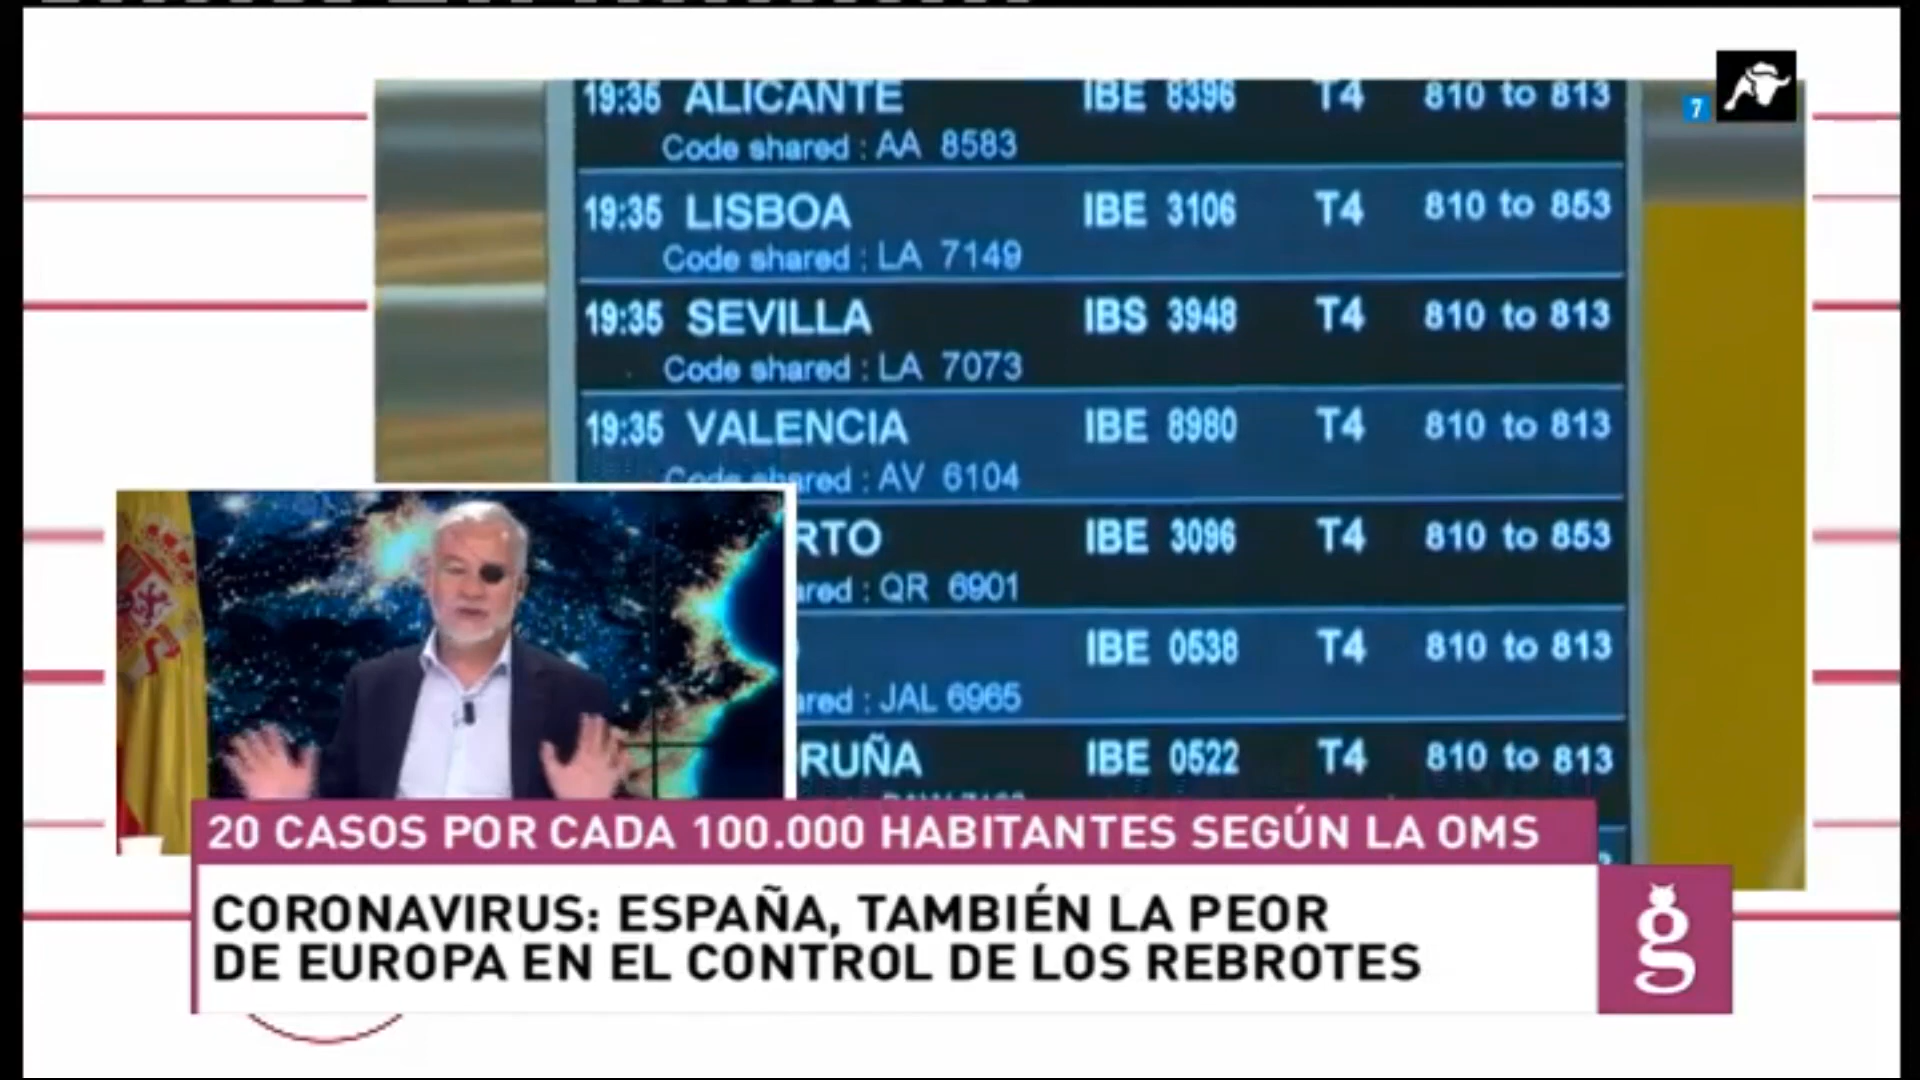 7
19:35 ALICANTE IBE 8396 T4 810 to 813
Code shared : AA 8583
19:35 LISBOA IBE 3106 T4 810 to 853
Code shared : LA 7149
19:35 SEVILLA IBS 3948 T4 810 to 813
Code shared : LA 7073
19:35 VALENCIA IBE 8980 T4 810 to 813
Code shared : AV 6104
RTO IBE 3096 T4 810 to 853
ared : QR 6901
IBE 0538 T4 810 to 813
ared : JAL 6965
RUÑA IBE 0522 T4 810 to 813
20 CASOS POR CADA 100.000 HABITANTES SEGÚN LA OMS
CORONAVIRUS: ESPAÑA, TAMBIÉN LA PEOR
DE EUROPA EN EL CONTROL DE LOS REBROTES
g